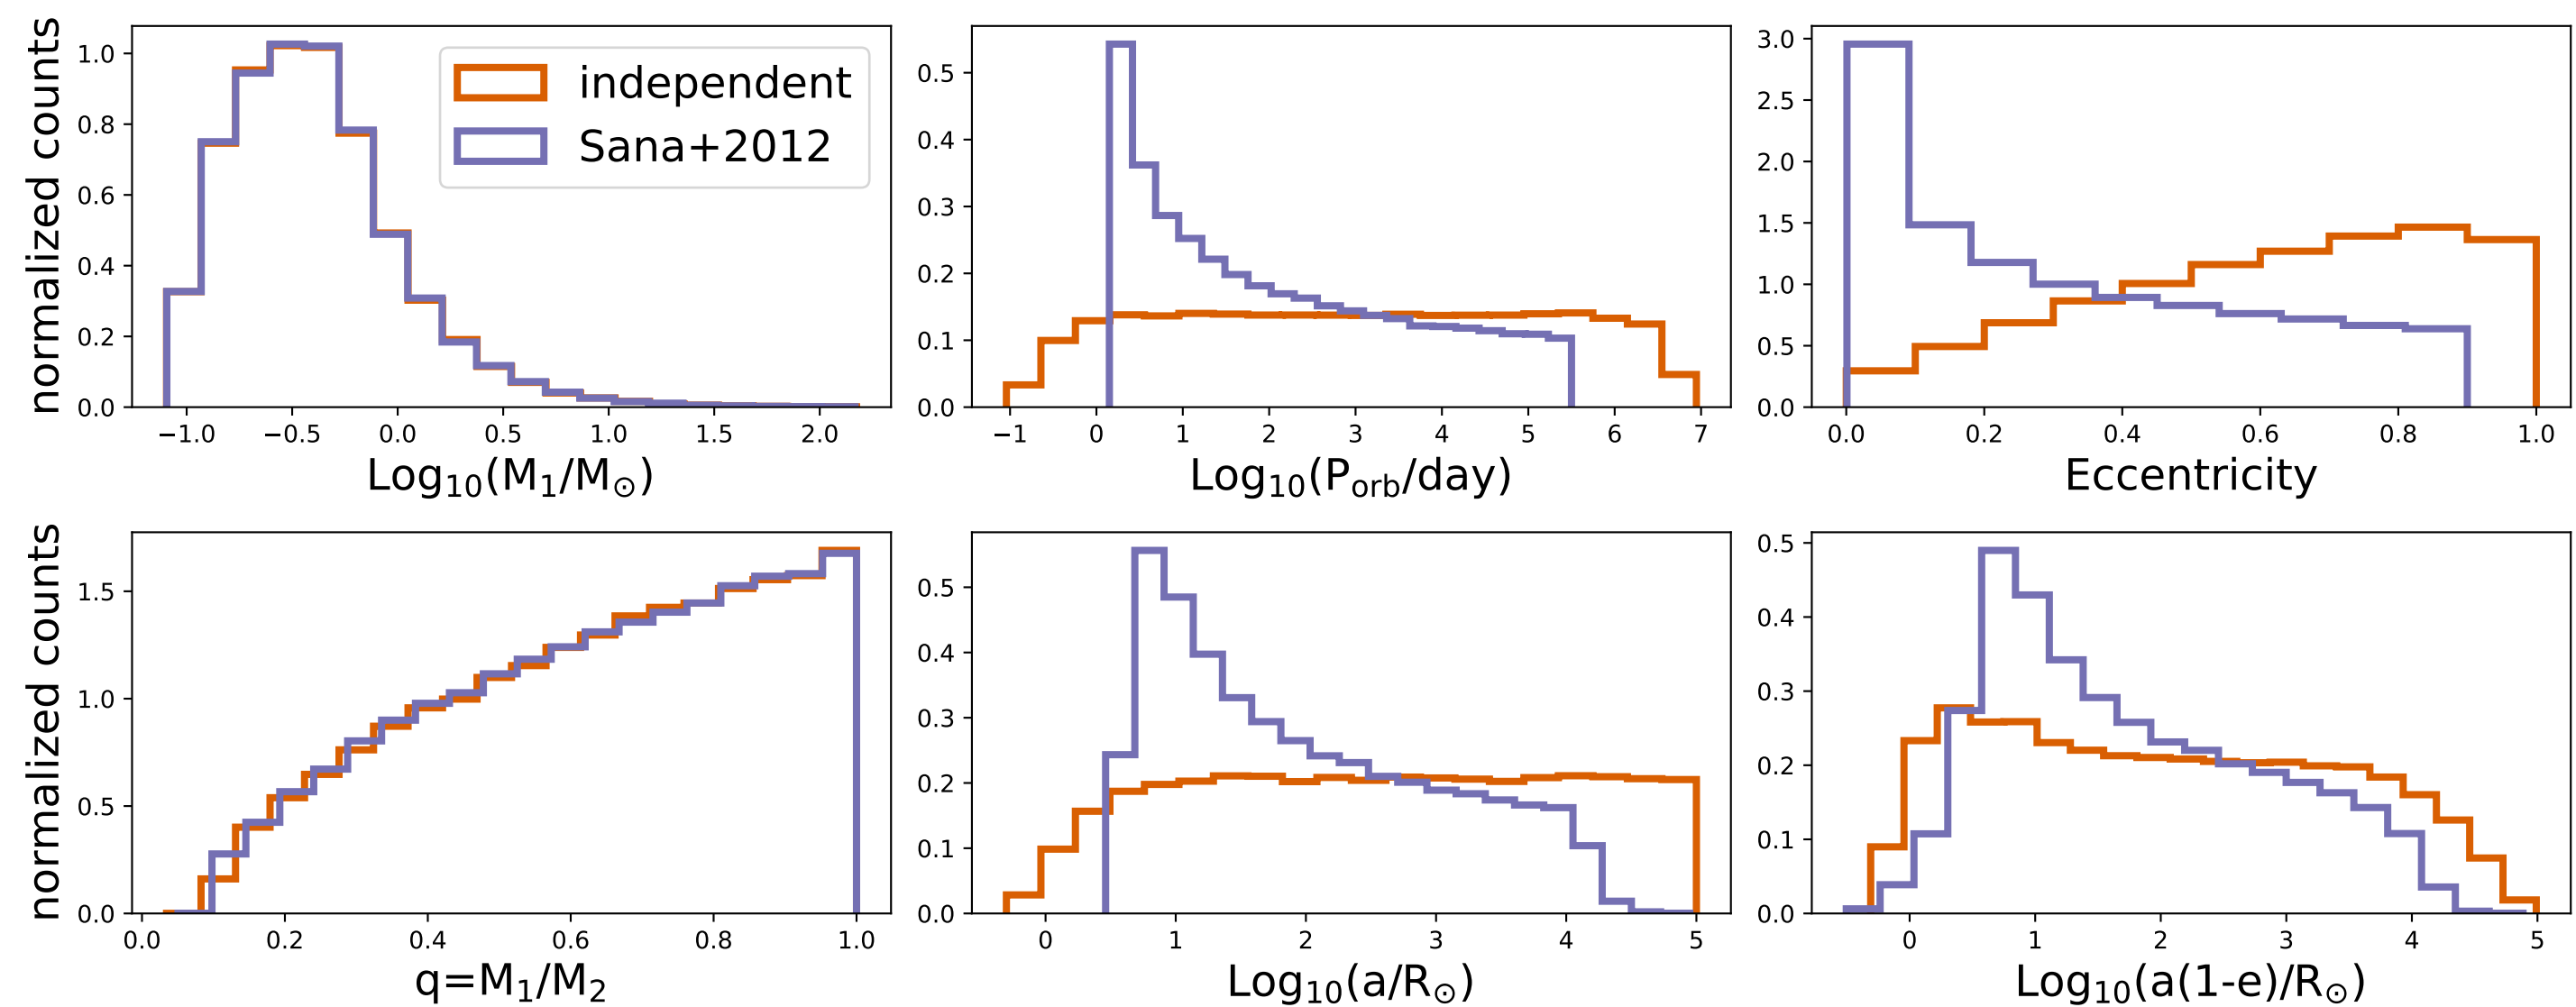 normalized counts
1.0
0.8
0.6
0.4
0.2
0.0
independent
Sana+2012
−1.0 −0.5 0.0 0.5 1.0 1.5 2.0
Log₁₀(M₁/M☉)
0.5
0.4
0.3
0.2
0.1
0.0
−1 0 1 2 3 4 5 6 7
Log₁₀(Pₒᵣb/day)
3.0
2.5
2.0
1.5
1.0
0.5
0.0
0.0 0.2 0.4 0.6 0.8 1.0
Eccentricity
normalized counts
1.5
1.0
0.5
0.0
0.0 0.2 0.4 0.6 0.8 1.0
q=M₁/M₂
0.5
0.4
0.3
0.2
0.1
0.0
0 1 2 3 4 5
Log₁₀(a/R☉)
0.5
0.4
0.3
0.2
0.1
0.0
0 1 2 3 4 5
Log₁₀(a(1-e)/R☉)